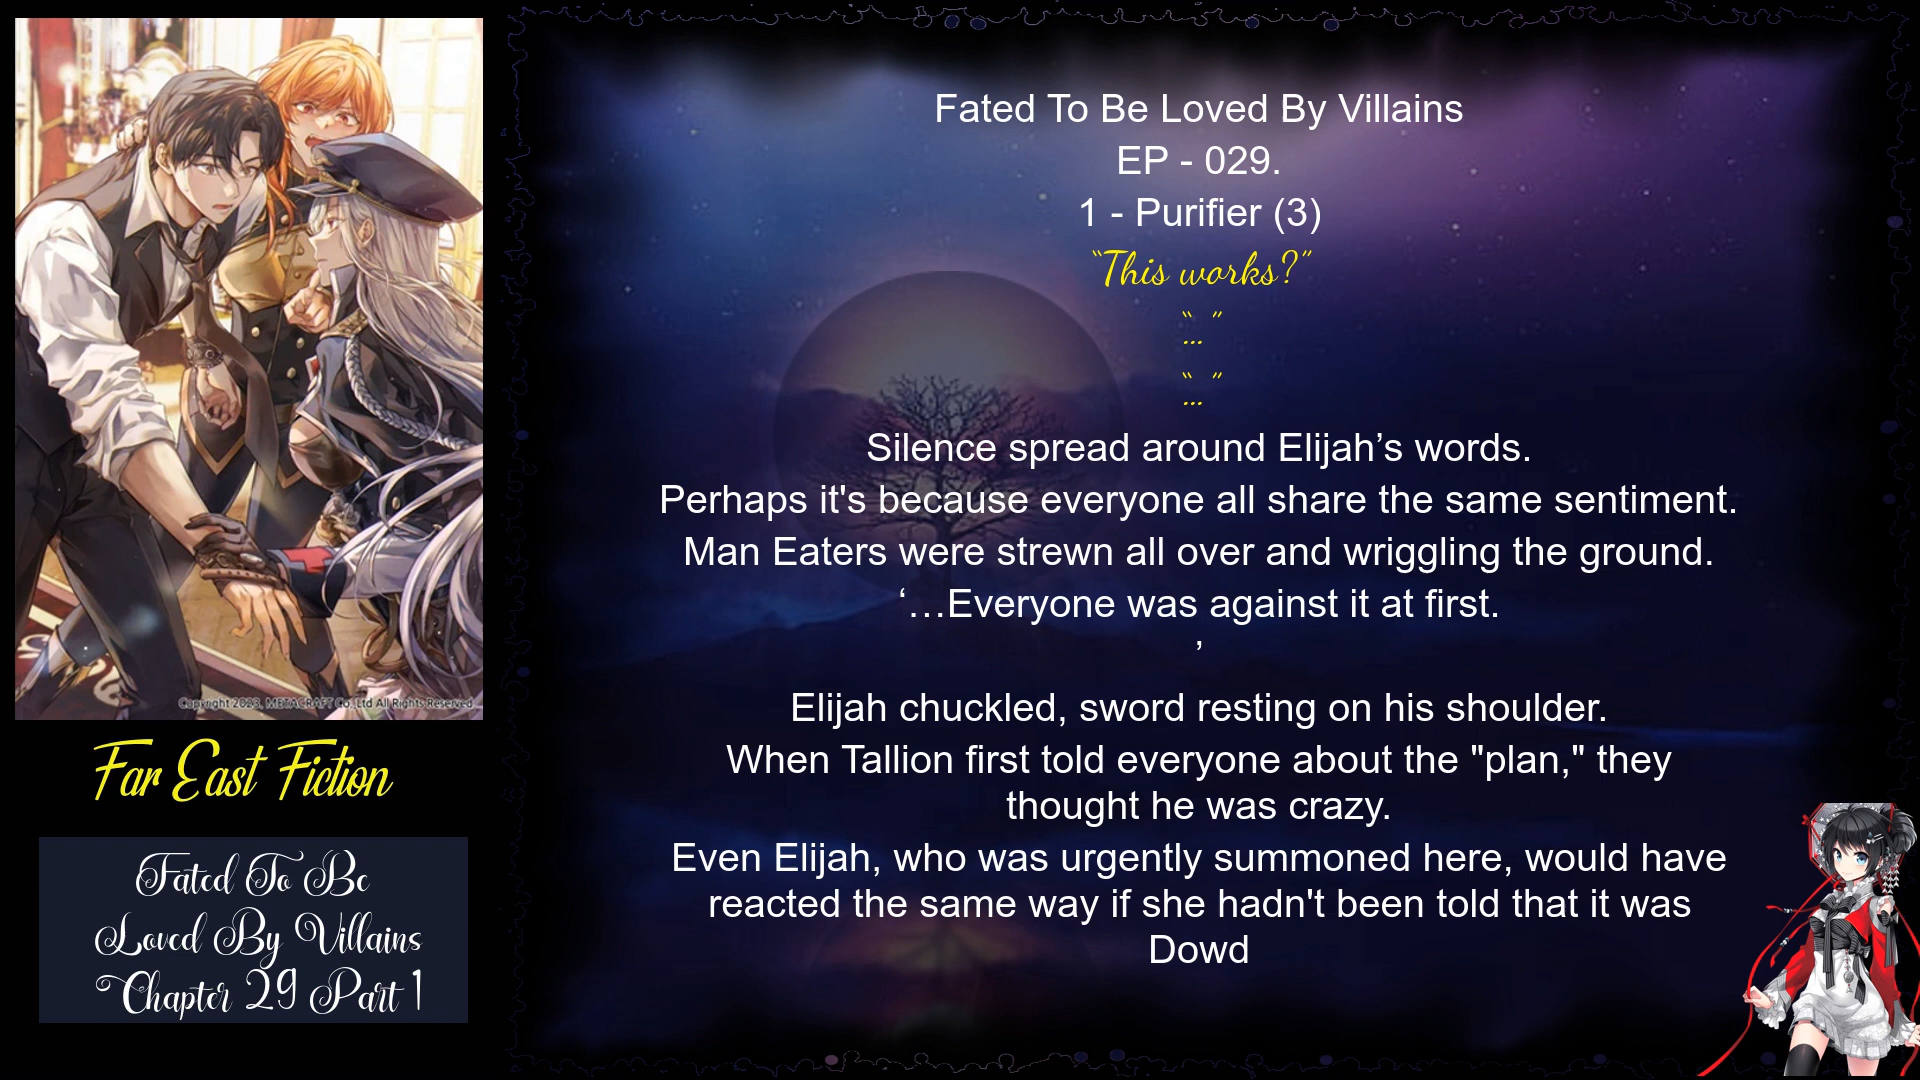 Fated To Be Loved By Villains
EP - 029.
1 - Purifier (3)
“This works?”
“…”
“…”
Silence spread around Elijah’s words.
Perhaps it's because everyone all share the same sentiment.
Man Eaters were strewn all over and wriggling the ground.
‘…Everyone was against it at first.
’
Elijah chuckled, sword resting on his shoulder.
When Tallion first told everyone about the "plan," they
thought he was crazy.
Even Elijah, who was urgently summoned here, would have
reacted the same way if she hadn't been told that it was
Dowd
Copyright 2023. METACRAFT Co.,Ltd All Rights Reserved
Far East Fiction
Fated To Be
Loved By Villains
Chapter 29 Part 1